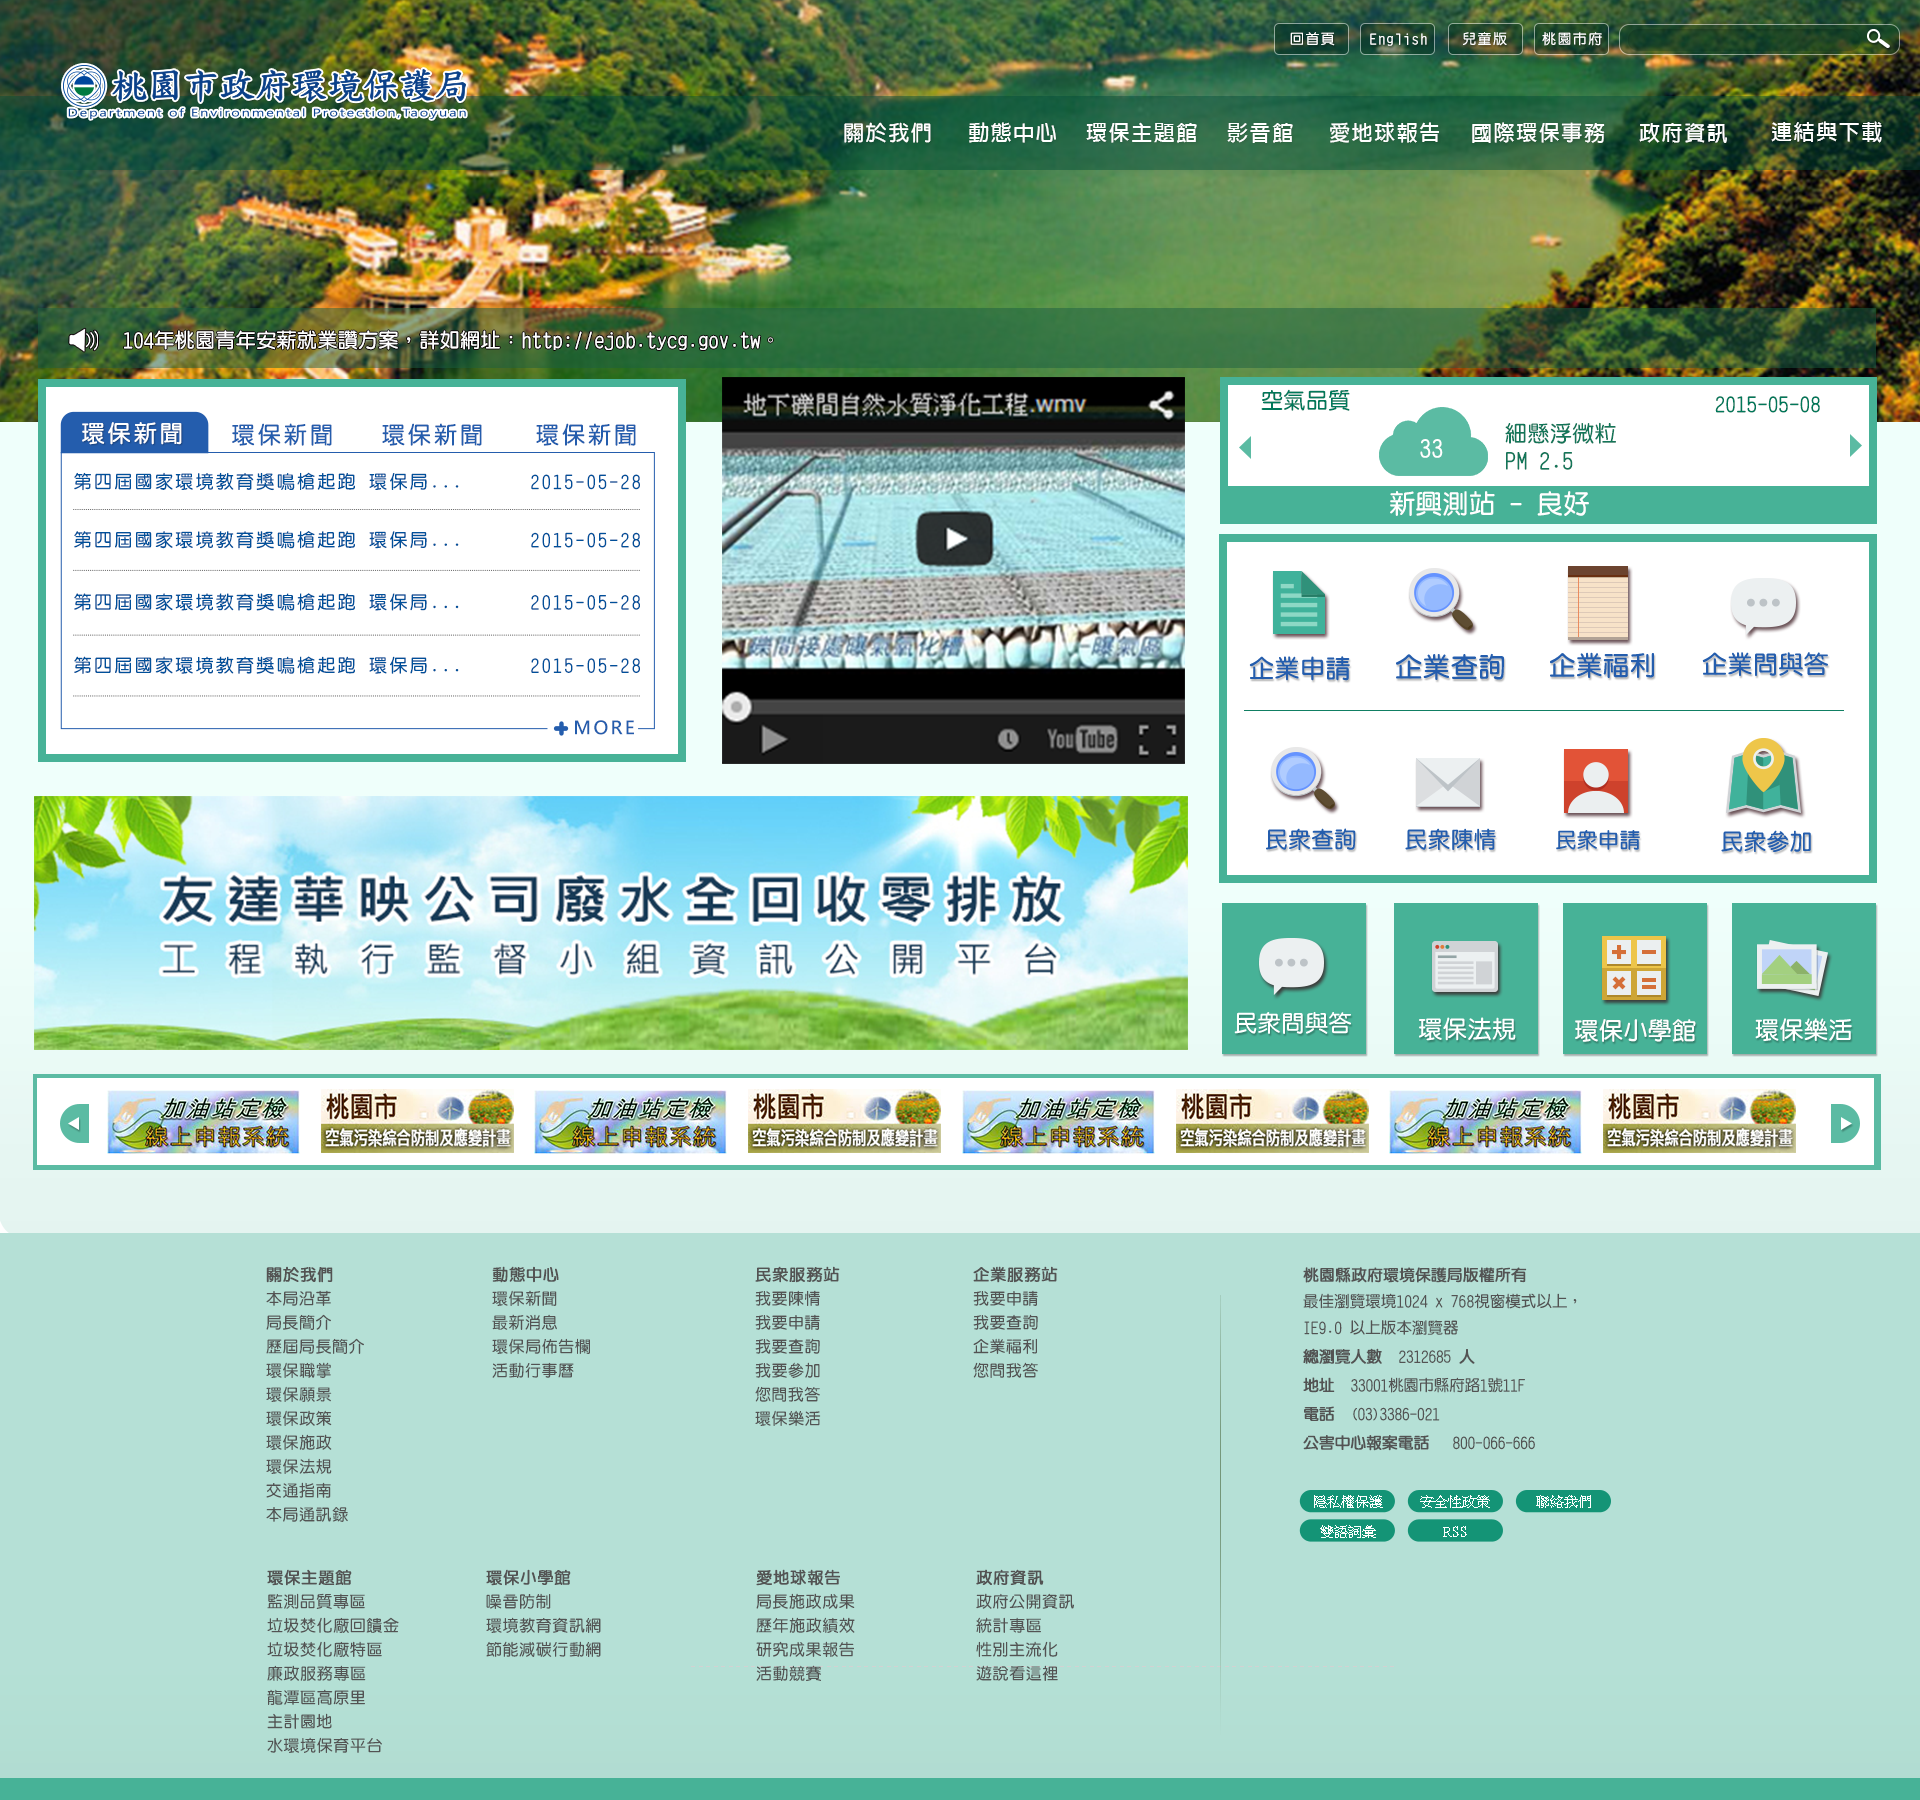 回首頁 English 兒童版 桃園市府
桃園市政府環境保護局
Department of Environmental Protection,Taoyuan
關於我們 動態中心 環保主題館 影音館 愛地球報告 國際環保事務 政府資訊 連結與下載
104年桃園青年安薪就業讚方案，詳如網址：http://ejob.tycg.gov.tw。
環保新聞 環保新聞 環保新聞 環保新聞
第四屆國家環境教育獎鳴槍起跑 環保局... 2015-05-28
第四屆國家環境教育獎鳴槍起跑 環保局... 2015-05-28
第四屆國家環境教育獎鳴槍起跑 環保局... 2015-05-28
第四屆國家環境教育獎鳴槍起跑 環保局... 2015-05-28
MORE
地下礫間自然水質淨化工程.wmv
礫間接處曝氣氧化槽 曝氣區
YouTube
空氣品質
2015-05-08
33
細懸浮微粒
PM 2.5
新興測站 - 良好
企業申請 企業查詢 企業福利 企業問與答
民眾查詢 民眾陳情 民眾申請 民眾參加
友達華映公司廢水全回收零排放
工程執行監督小組資訊公開平台
民眾問與答 環保法規 環保小學館 環保樂活
加油站定檢
線上申報系統
桃園市
空氣污染綜合防制及應變計畫
加油站定檢
線上申報系統
桃園市
空氣污染綜合防制及應變計畫
加油站定檢
線上申報系統
桃園市
空氣污染綜合防制及應變計畫
加油站定檢
線上申報系統
桃園市
空氣污染綜合防制及應變計畫
關於我們
本局沿革
局長簡介
歷屆局長簡介
環保職掌
環保願景
環保政策
環保施政
環保法規
交通指南
本局通訊錄
動態中心
環保新聞
最新消息
環保局佈告欄
活動行事曆
民眾服務站
我要陳情
我要申請
我要查詢
我要參加
您問我答
環保樂活
企業服務站
我要申請
我要查詢
企業福利
您問我答
環保主題館
監測品質專區
垃圾焚化廠回饋金
垃圾焚化廠特區
廉政服務專區
龍潭區高原里
主計園地
水環境保育平台
環保小學館
噪音防制
環境教育資訊網
節能減碳行動網
愛地球報告
局長施政成果
歷年施政績效
研究成果報告
活動競賽
政府資訊
政府公開資訊
統計專區
性別主流化
遊說看這裡
桃園縣政府環境保護局版權所有
最佳瀏覽環境1024 x 768視窗模式以上，
IE9.0 以上版本瀏覽器
總瀏覽人數 2312685 人
地址 33001桃園市縣府路1號11F
電話 (03)3386-021
公害中心報案電話 800-066-666
隱私權保護 安全性政策 聯絡我們
雙語詞彙 RSS